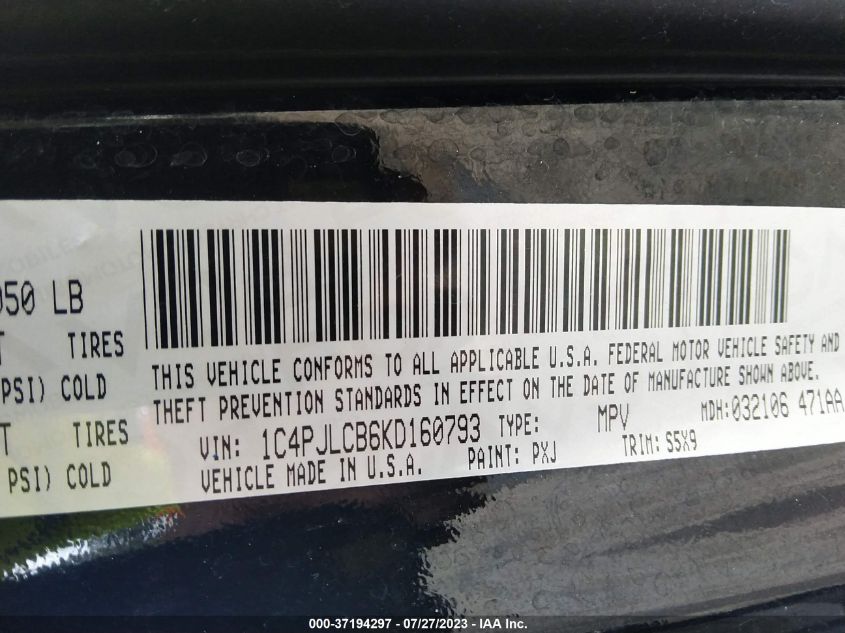 050 LB
TIRES
PSI) COLD
TIRES
PSI) COLD
THIS VEHICLE CONFORMS TO ALL APPLICABLE U.S.A. FEDERAL MOTOR VEHICLE SAFETY AND
THEFT PREVENTION STANDARDS IN EFFECT ON THE DATE OF MANUFACTURE SHOWN ABOVE.
VIN: 1C4PJLCB6KD160793 TYPE: MPV MDH:032106 471AA
VEHICLE MADE IN U.S.A. PAINT: PXJ TRIM: S5X9
000-37194297 - 07/27/2023 - © IAA, Inc.